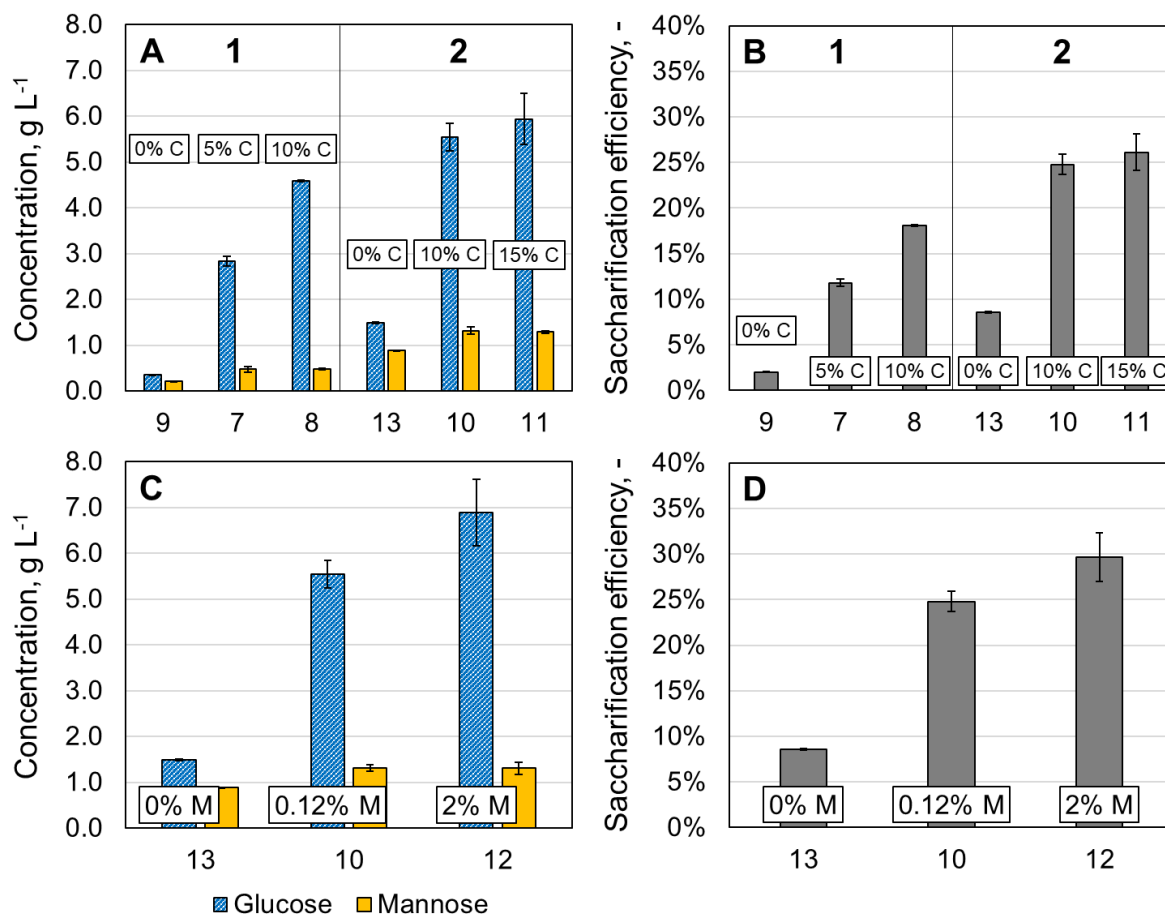 A
1
2
Concentration, g L⁻¹
8.0
7.0
6.0
5.0
4.0
3.0
2.0
1.0
0.0
0% C
5% C
10% C
0% C
10% C
15% C
9 7 8 13 10 11
B
1
2
Saccharification efficiency, -
40%
35%
30%
25%
20%
15%
10%
5%
0%
0% C
5% C
10% C
0% C
10% C
15% C
9 7 8 13 10 11
C
Concentration, g L⁻¹
8.0
7.0
6.0
5.0
4.0
3.0
2.0
1.0
0.0
0% M
0.12% M
2% M
13 10 12
Glucose Mannose
D
Saccharification efficiency, -
40%
35%
30%
25%
20%
15%
10%
5%
0%
0% M
0.12% M
2% M
13 10 12